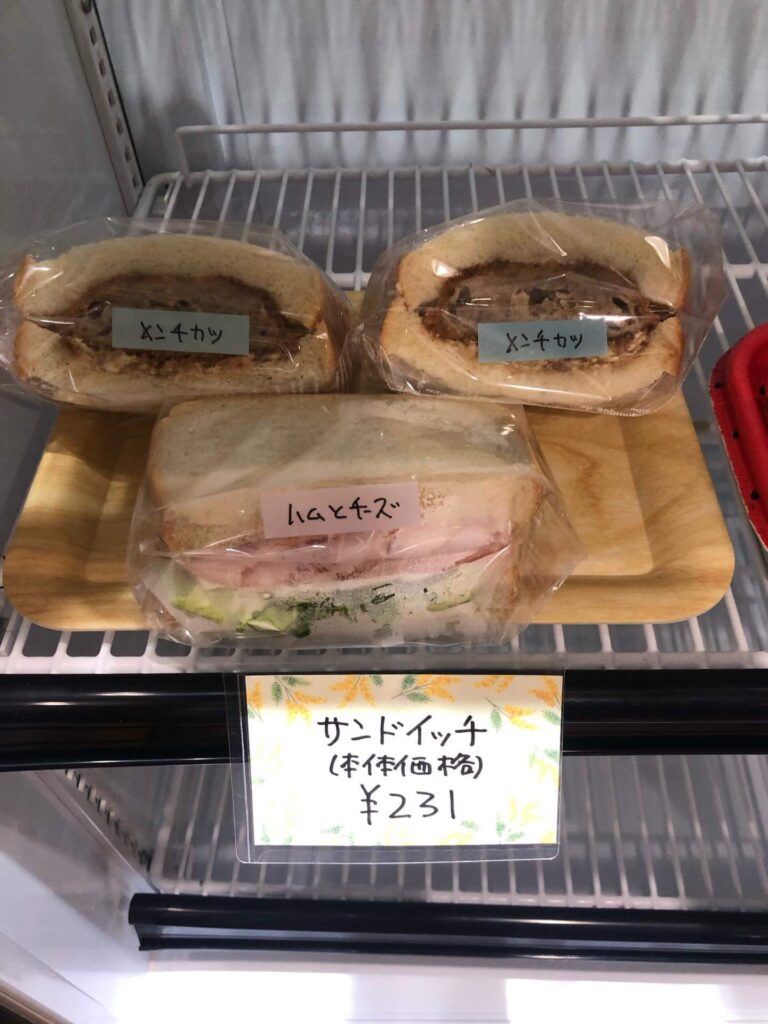 メンチカツ
メンチカツ
ハムとチーズ
サンドイッチ
(本体価格)
¥231